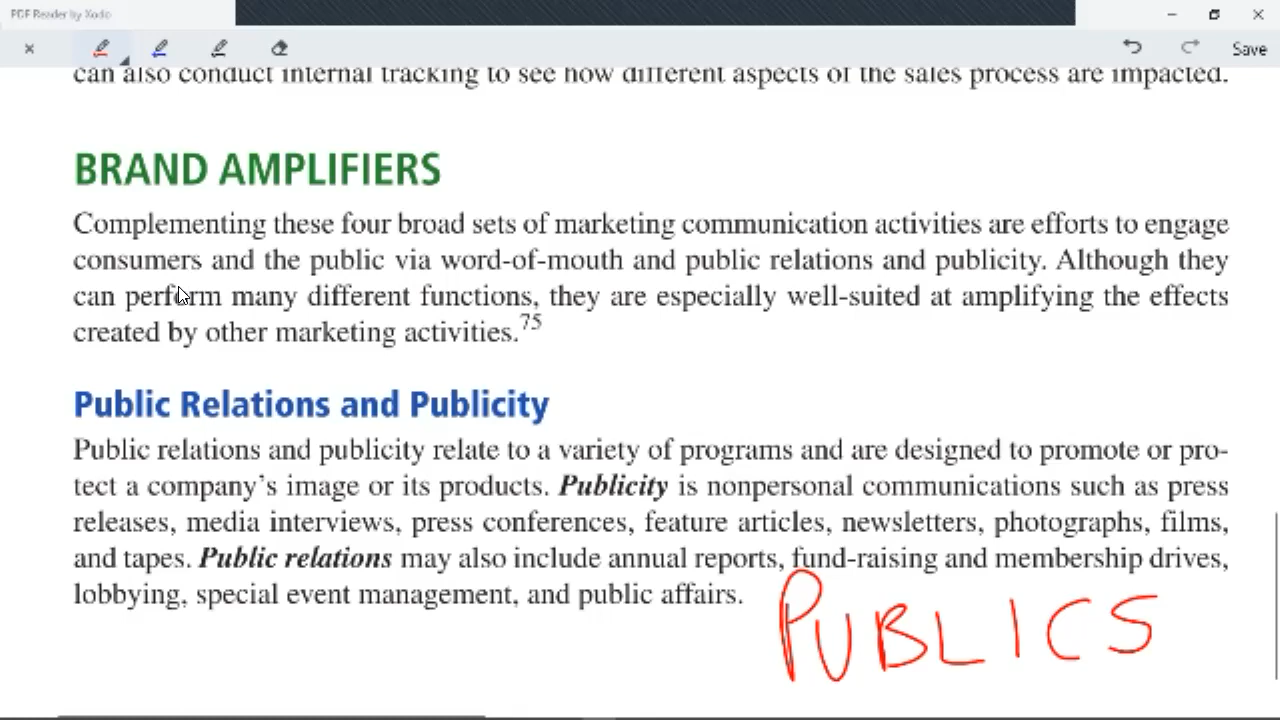 PDF Reader by Xodo
Save
can also conduct internal tracking to see how different aspects of the sales process are impacted.
BRAND AMPLIFIERS
Complementing these four broad sets of marketing communication activities are efforts to engage
consumers and the public via word-of-mouth and public relations and publicity. Although they
can perform many different functions, they are especially well-suited at amplifying the effects
created by other marketing activities.75
Public Relations and Publicity
Public relations and publicity relate to a variety of programs and are designed to promote or pro-
tect a company's image or its products. Publicity is nonpersonal communications such as press
releases, media interviews, press conferences, feature articles, newsletters, photographs, films,
and tapes. Public relations may also include annual reports, fund-raising and membership drives,
lobbying, special event management, and public affairs.
PUBLICS